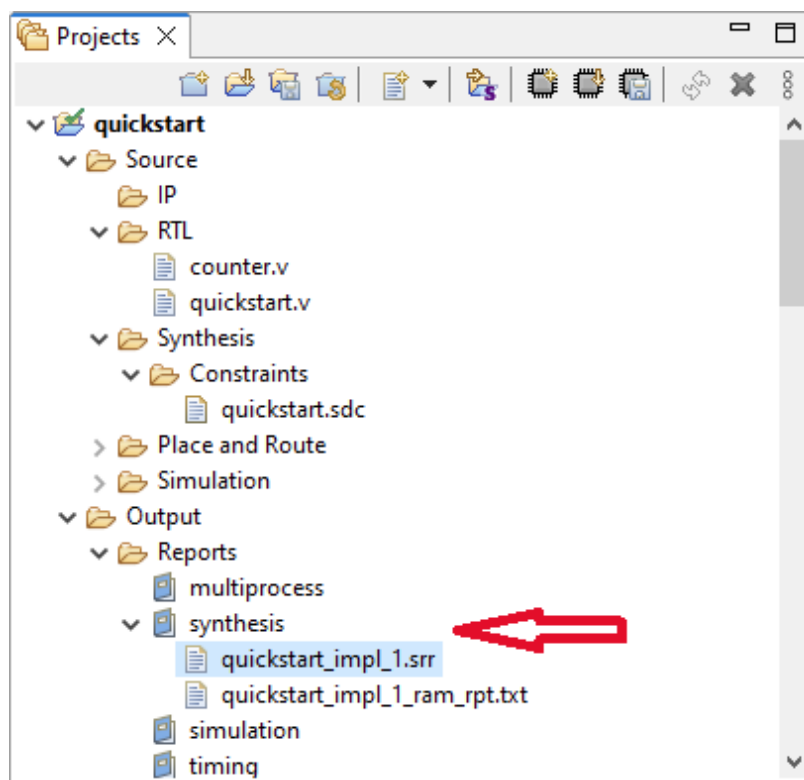 Projects
quickstart
Source
IP
RTL
counter.v
quickstart.v
Synthesis
Constraints
quickstart.sdc
Place and Route
Simulation
Output
Reports
multiprocess
synthesis
quickstart_impl_1.srr
quickstart_impl_1_ram_rpt.txt
simulation
timing